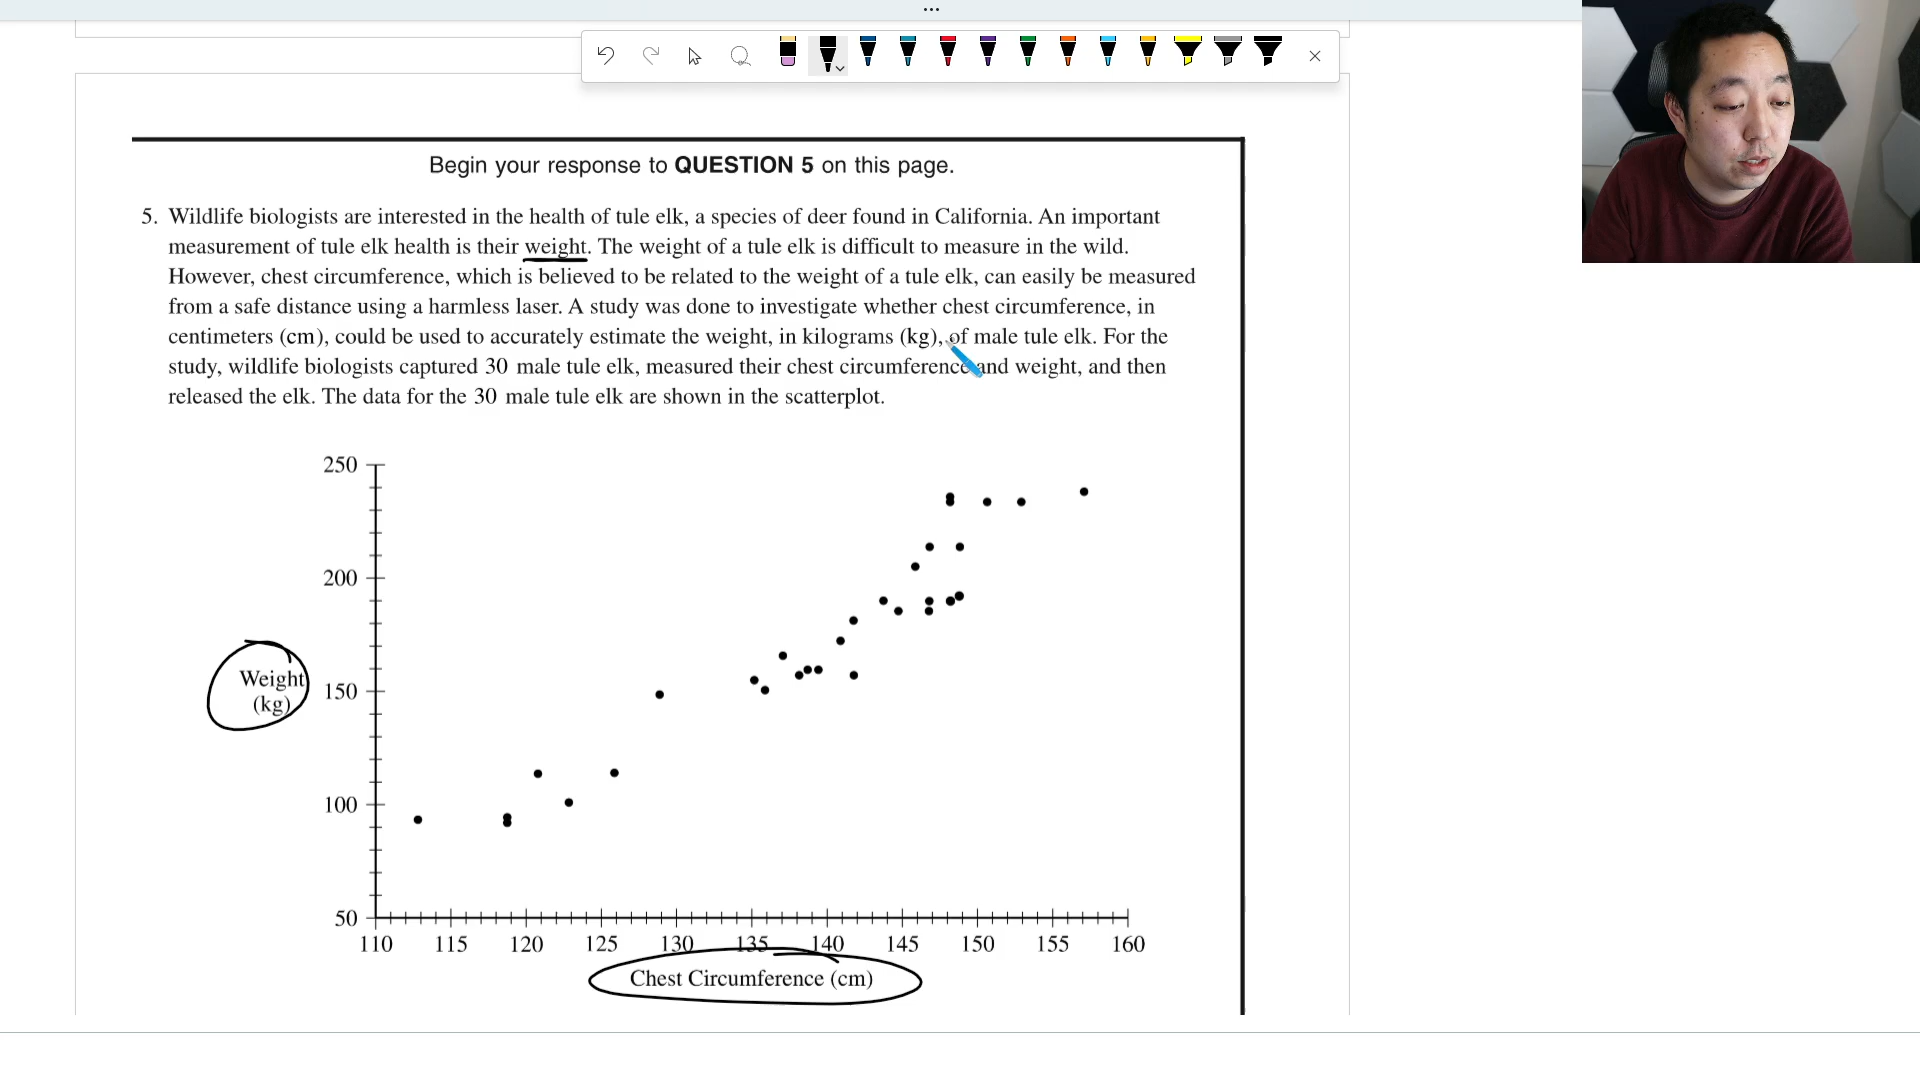 Begin your response to QUESTION 5 on this page.
5. Wildlife biologists are interested in the health of tule elk, a species of deer found in California. An important
measurement of tule elk health is their weight. The weight of a tule elk is difficult to measure in the wild.
However, chest circumference, which is believed to be related to the weight of a tule elk, can easily be measured
from a safe distance using a harmless laser. A study was done to investigate whether chest circumference, in
centimeters (cm), could be used to accurately estimate the weight, in kilograms (kg), of male tule elk. For the
study, wildlife biologists captured 30 male tule elk, measured their chest circumference and weight, and then
released the elk. The data for the 30 male tule elk are shown in the scatterplot.
250
200
Weight
(kg)
150
100
50
110 115 120 125 130 135 140 145 150 155 160
Chest Circumference (cm)